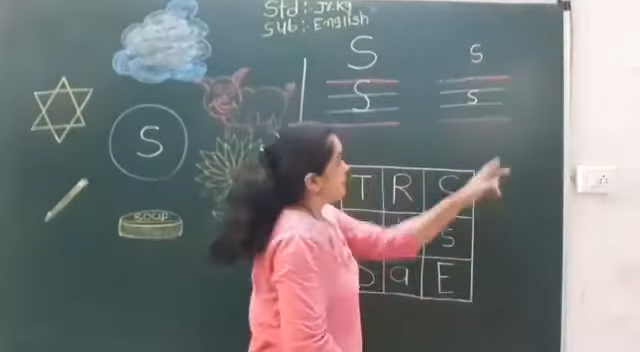 Std:- Jr.Kg
Sub:- English
S s
S s
S
SOUP
T R S
s
a E